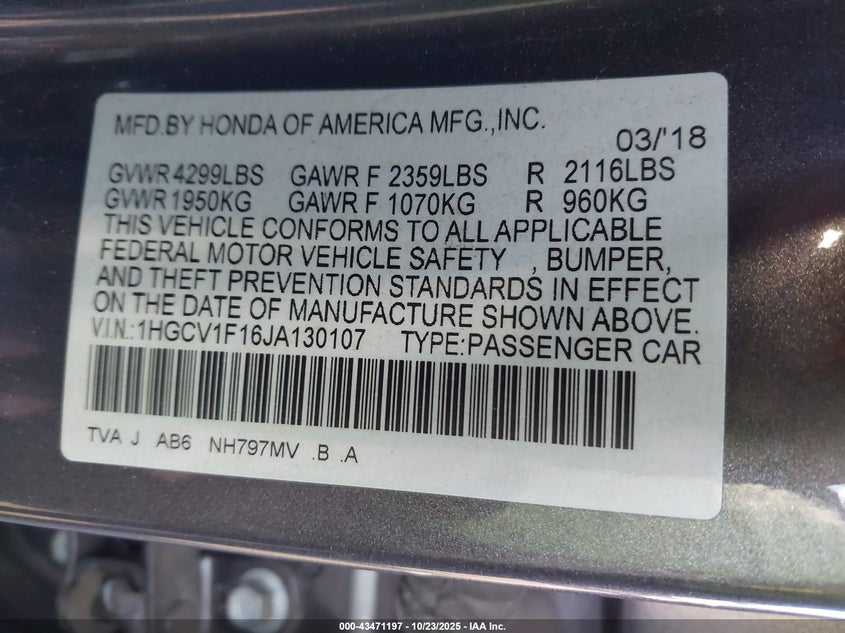 MFD.BY HONDA OF AMERICA MFG.,INC.
03/'18
GVWR 4299LBS GAWR F 2359LBS R 2116LBS
GVWR 1950KG GAWR F 1070KG R 960KG
THIS VEHICLE CONFORMS TO ALL APPLICABLE
FEDERAL MOTOR VEHICLE SAFETY , BUMPER,
AND THEFT PREVENTION STANDARDS IN EFFECT
ON THE DATE OF MANUFACTURE SHOWN ABOVE.
V.I.N.:1HGCV1F16JA130107 TYPE:PASSENGER CAR
TVA J AB6 NH797MV .B .A
000-43471197 - 10/23/2025 - IAA Inc.